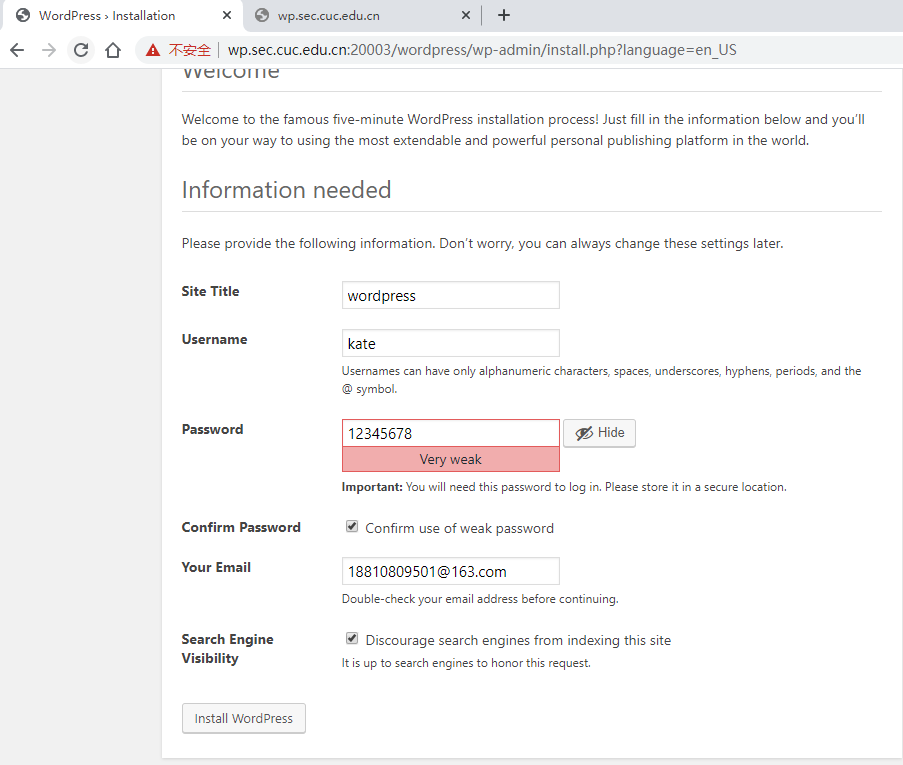 WordPress › Installation
wp.sec.cuc.edu.cn
不安全
wp.sec.cuc.edu.cn:20003/wordpress/wp-admin/install.php?language=en_US
Welcome
Welcome to the famous five-minute WordPress installation process! Just fill in the information below and you’ll
be on your way to using the most extendable and powerful personal publishing platform in the world.
Information needed
Please provide the following information. Don’t worry, you can always change these settings later.
Site Title
wordpress
Username
kate
Usernames can have only alphanumeric characters, spaces, underscores, hyphens, periods, and the
@ symbol.
Password
12345678
Hide
Very weak
Important: You will need this password to log in. Please store it in a secure location.
Confirm Password
Confirm use of weak password
Your Email
18810809501@163.com
Double-check your email address before continuing.
Search Engine
Visibility
Discourage search engines from indexing this site
It is up to search engines to honor this request.
Install WordPress